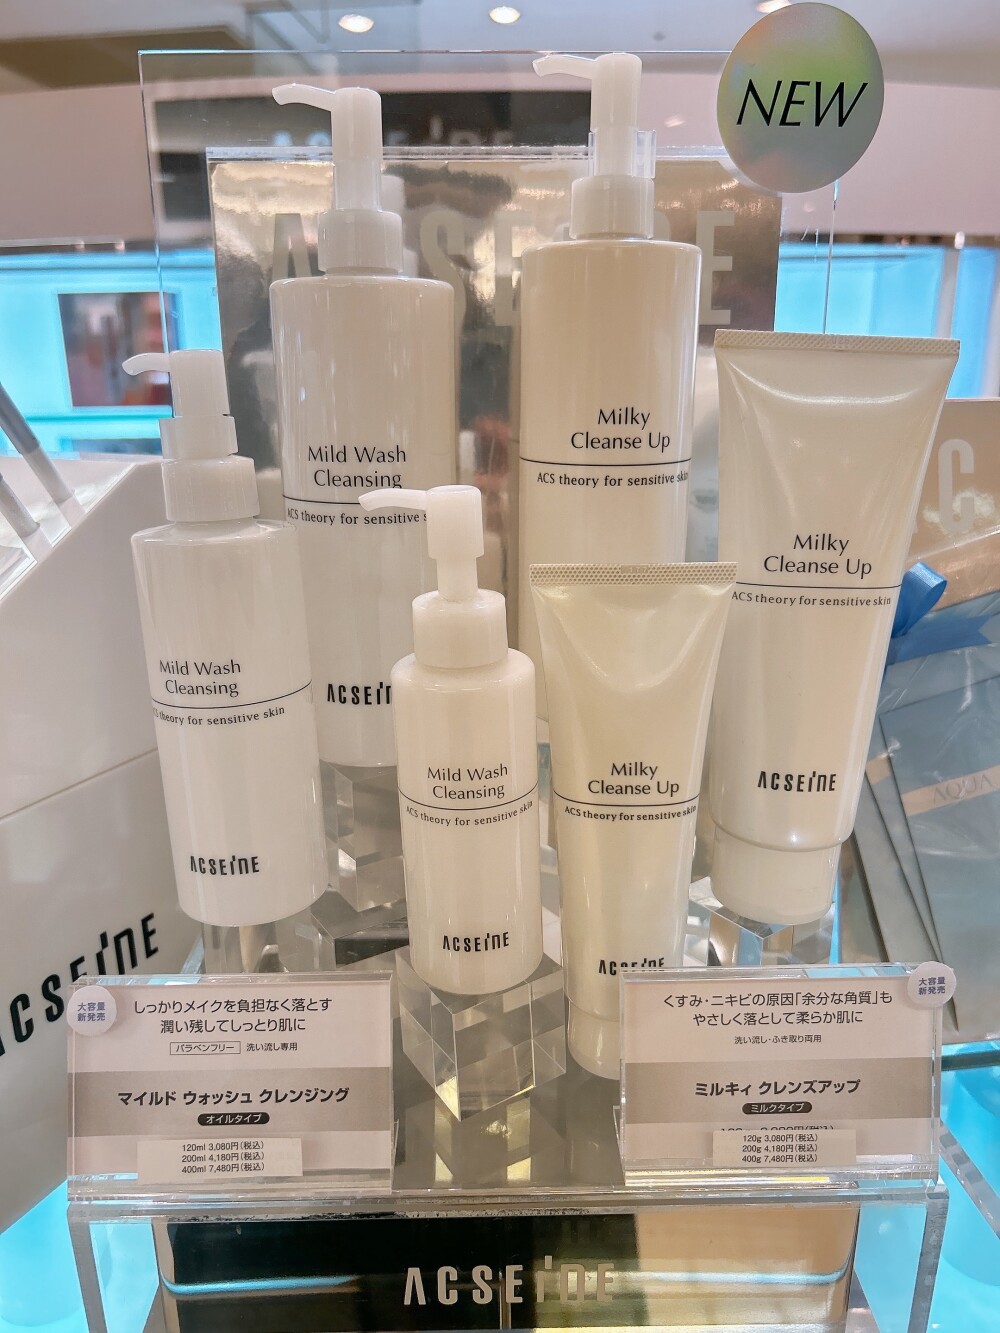 NEW
ACSEINE
Mild Wash
Cleansing
ACS theory for sensitive
ACSEIN
Milky
Cleanse Up
ACS theory for sensitive skin
Milky
Cleanse Up
ACS theory for sensitive skin
ACSEINE
Mild Wash
Cleansing
ACS theory for sensitive skin
ACSEINE
Mild Wash
Cleansing
ACS theory for sensitive skin
ACSEINE
Milky
Cleanse Up
ACS theory for sensitive skin
ACSEINE
AQUA
ACSEINE
大容量
新発売
しっかりメイクを負担なく落とす
潤い残してしっとり肌に
パラベンフリー 洗い流し専用
マイルド ウォッシュ クレンジング
オイルタイプ
120ml 3,080円(税込)
200ml 4,180円(税込)
400ml 7,480円(税込)
大容量
新発売
くすみ・ニキビの原因「余分な角質」も
やさしく落として柔らか肌に
洗い流し・ふき取り両用
ミルキィ クレンズアップ
ミルクタイプ
120g 3,080円(税込)
200g 4,180円(税込)
400g 7,480円(税込)
ACSEINE